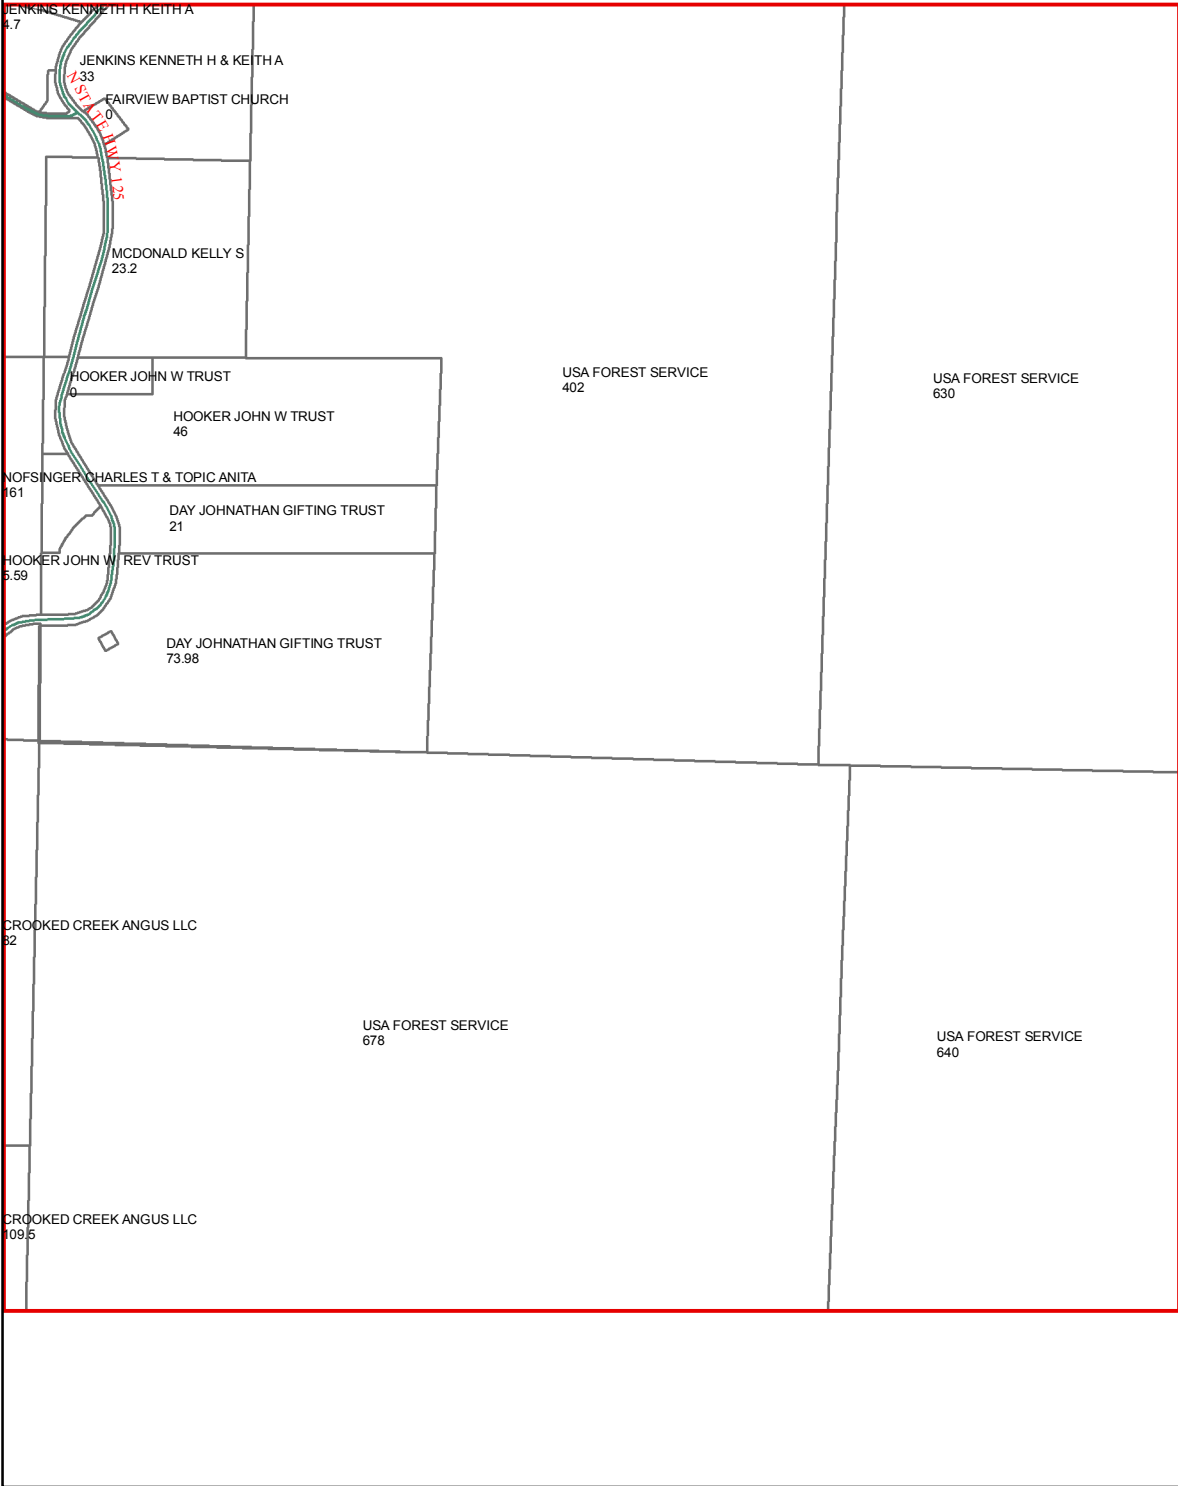 JENKINS KENNETH H KEITH A
4.7
JENKINS KENNETH H & KEITH A
33
FAIRVIEW BAPTIST CHURCH
0
N STATE HWY 125
MCDONALD KELLY S
23.2
USA FOREST SERVICE
402
USA FOREST SERVICE
630
HOOKER JOHN W TRUST
0
HOOKER JOHN W TRUST
46
NOFSINGER CHARLES T & TOPIC ANITA
161
DAY JOHNATHAN GIFTING TRUST
21
HOOKER JOHN W REV TRUST
5.59
DAY JOHNATHAN GIFTING TRUST
73.98
CROOKED CREEK ANGUS LLC
82
USA FOREST SERVICE
678
USA FOREST SERVICE
640
CROOKED CREEK ANGUS LLC
109.5